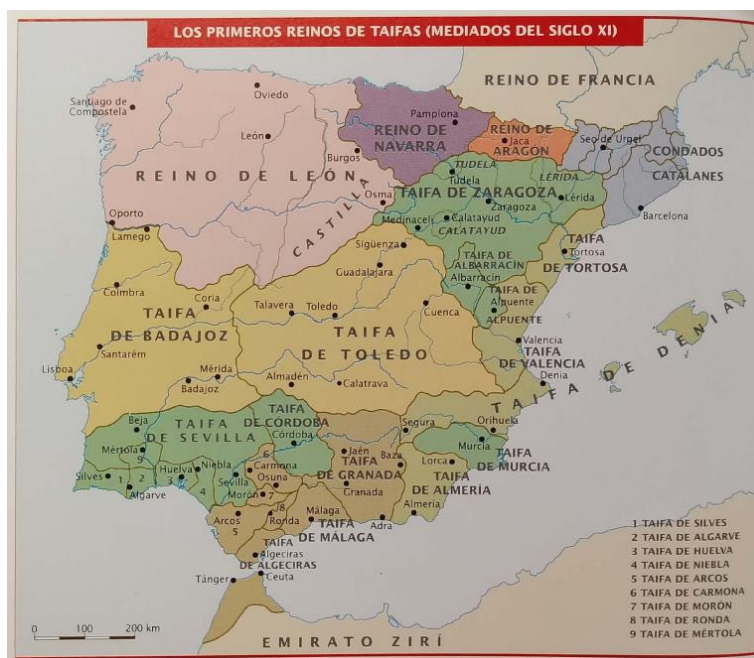 LOS PRIMEROS REINOS DE TAIFAS (MEDIADOS DEL SIGLO XI)
REINO DE FRANCIA
Santiago de
Compostela
Oviedo
León
Burgos
REINO DE LEÓN
CASTILLA
Osma
Oporto
Lamego
Pamplona
REINO DE
NAVARRA
REINO DE
Jaca
ARAGÓN
Seo de Urgel
CONDADOS
CATALANES
Barcelona
TUDELA
Tudela
LÉRIDA
Lérida
TAIFA DE ZARAGOZA
Zaragoza
Medinaceli
Calatayud
CALATAYUD
Sigüenza
Guadalajara
TAIFA DE
ALBARRACÍN
Albarracín
TAIFA
Tortosa
DE TORTOSA
TAIFA DE
Alpuente
ALPUENTE
Coimbra
Coria
TAIFA
DE BADAJOZ
Santarém
Lisboa
Mérida
Badajoz
Talavera
Toledo
Cuenca
TAIFA
DE TOLEDO
Almadén
Calatrava
Valencia
TAIFA
DE VALENCIA
Denia
TAIFA DE DENIA
Beja
TAIFA
DE SEVILLA
Mértola
9
TAIFA
DE CÓRDOBA
Córdoba
Segura
Orihuela
Murcia
TAIFA
DE MURCIA
Silves
1
2
Algarve
Huelva
3
Niebla
4
Sevilla
6
Carmona
Osuna
Morón
7
Jaén
TAIFA
DE GRANADA
Granada
Baza
Lorca
TAIFA
DE ALMERÍA
Almería
Adra
Arcos
5
8
Ronda
Málaga
TAIFA
DE MÁLAGA
TAIFA
Algeciras
DE ALGECIRAS
Ceuta
Tánger
1 TAIFA DE SILVES
2 TAIFA DE ALGARVE
3 TAIFA DE HUELVA
4 TAIFA DE NIEBLA
5 TAIFA DE ARCOS
6 TAIFA DE CARMONA
7 TAIFA DE MORÓN
8 TAIFA DE RONDA
9 TAIFA DE MÉRTOLA
0 100 200 km
EMIRATO ZIRÍ